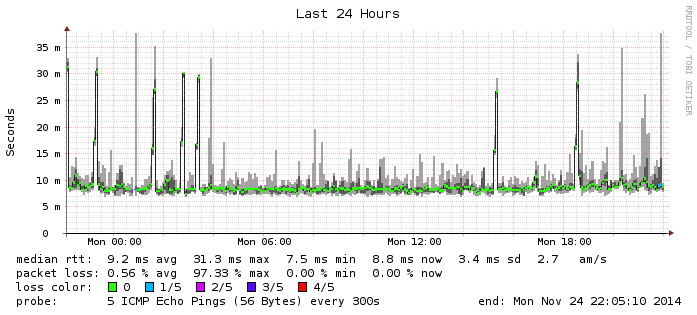 Last 24 Hours
RRDTOOL / TOBI OETIKER
Seconds
35 m
30 m
25 m
20 m
15 m
10 m
5 m
0
Mon 00:00 Mon 06:00 Mon 12:00 Mon 18:00
median rtt: 9.2 ms avg 31.3 ms max 7.5 ms min 8.8 ms now 3.4 ms sd 2.7 am/s
packet loss: 0.56 % avg 97.33 % max 0.00 % min 0.00 % now
loss color: 0 1/5 2/5 3/5 4/5
probe: 5 ICMP Echo Pings (56 Bytes) every 300s end: Mon Nov 24 22:05:10 2014